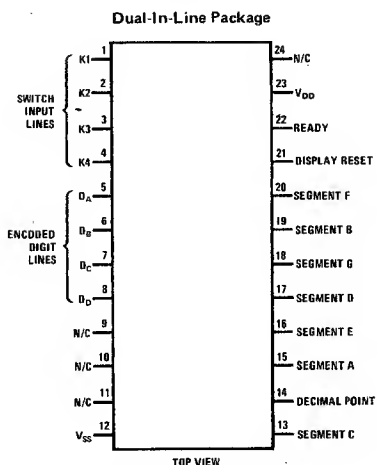 Dual-In-Line Package
K1 1
K2 2
K3 3
K4 4
SWITCH
INPUT
LINES
DA 5
DB 6
DC 7
DD 8
ENCODED
DIGIT
LINES
N/C 9
N/C 10
N/C 11
VSS 12
24 N/C
23 VDD
22 READY
21 DISPLAY RESET
20 SEGMENT F
19 SEGMENT B
18 SEGMENT G
17 SEGMENT D
16 SEGMENT E
15 SEGMENT A
14 DECIMAL POINT
13 SEGMENT C
TOP VIEW